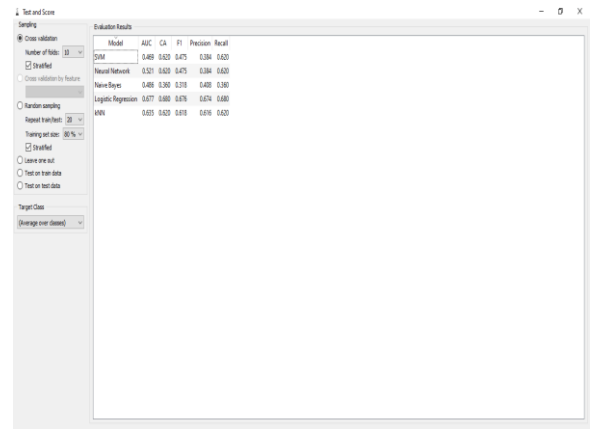 Test and Score
Sampling
Cross validation
Number of folds: 10
Stratified
Cross validation by feature
Random sampling
Repeat train/test: 20
Training set size: 80 %
Stratified
Leave one out
Test on train data
Test on test data
Target Class
(Average over classes)
Evaluation Results
Model AUC CA F1 Precision Recall
SVM 0.469 0.620 0.475 0.384 0.620
Neural Network 0.521 0.620 0.475 0.384 0.620
Naive Bayes 0.486 0.360 0.318 0.408 0.360
Logistic Regression 0.677 0.680 0.676 0.674 0.680
kNN 0.635 0.620 0.618 0.616 0.620